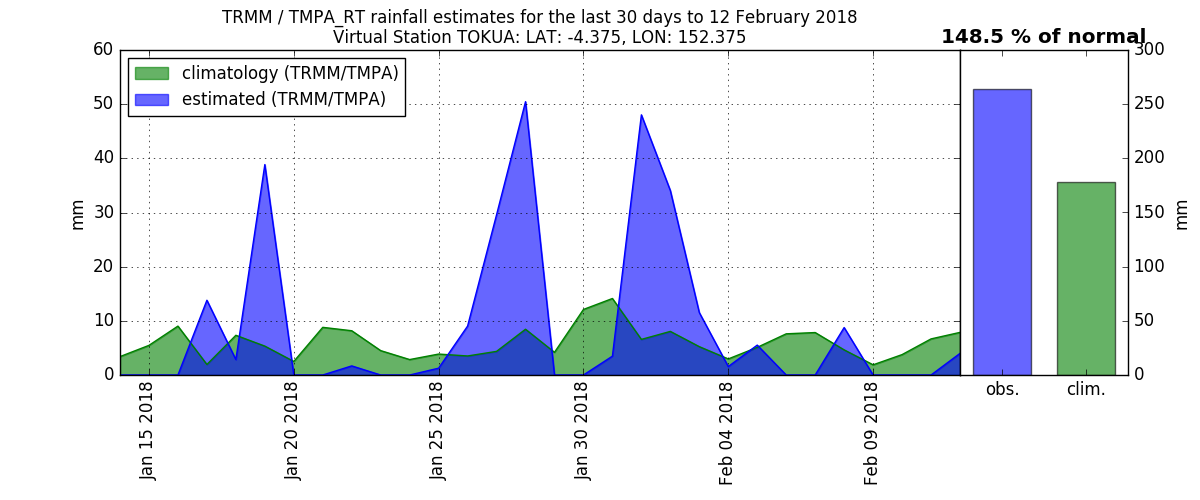 TRMM / TMPA_RT rainfall estimates for the last 30 days to 12 February 2018
Virtual Station TOKUA: LAT: -4.375, LON: 152.375
148.5 % of normal
climatology (TRMM/TMPA)
estimated (TRMM/TMPA)
60
50
40
30
20
10
0
mm
Jan 15 2018
Jan 20 2018
Jan 25 2018
Jan 30 2018
Feb 04 2018
Feb 09 2018
300
250
200
150
100
50
0
mm
obs.
clim.